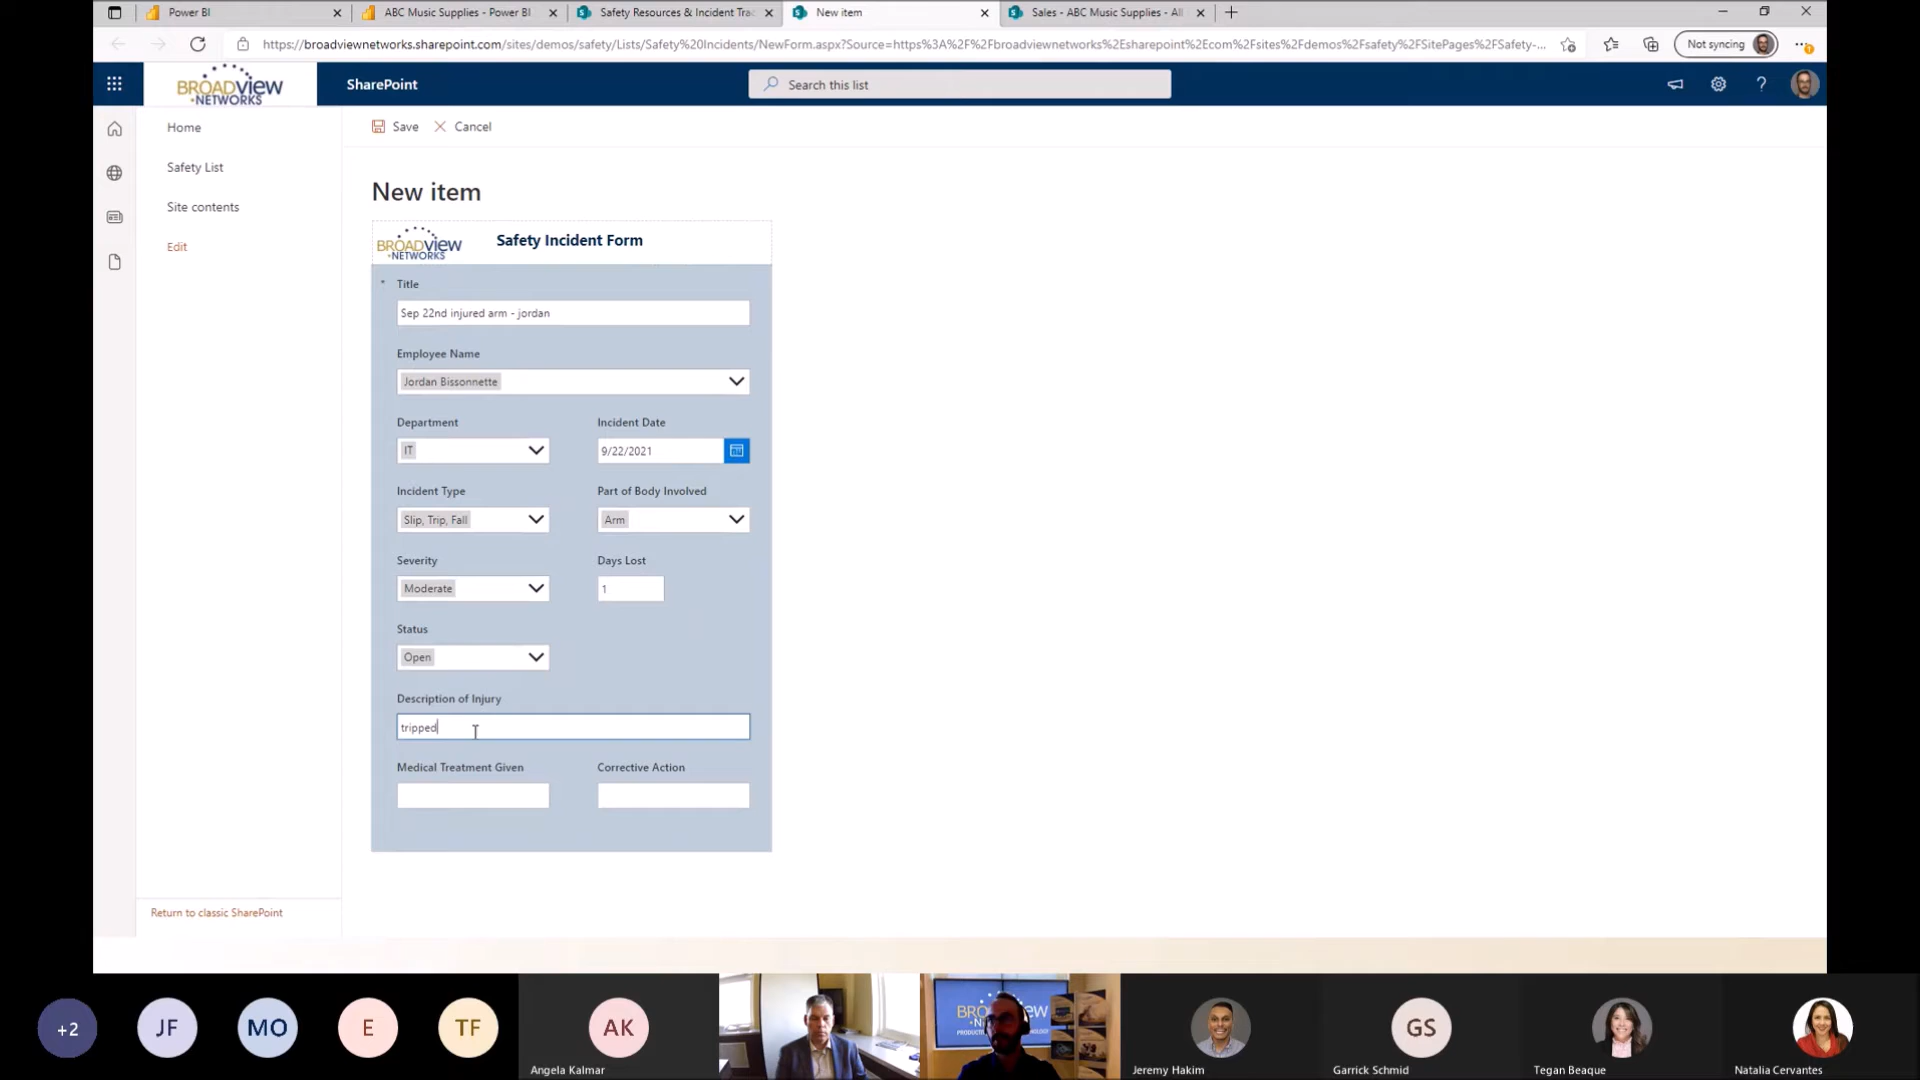 Power BI
ABC Music Supplies - Power BI
Safety Resources & Incident Trac
New item
Sales - ABC Music Supplies - All
https://broadviewnetworks.sharepoint.com/sites/demos/safety/Lists/Safety%20Incidents/NewForm.aspx?Source=https%3A%2F%2Fbroadviewnetworks%2Esharepoint%2Ecom%2Fsites%2Fdemos%2Fsafety%2FSitePages%2FSafety-...
Not syncing
BROADVIEW
NETWORKS
SharePoint
Search this list
Home
Safety List
Site contents
Edit
Save
Cancel
New item
BROADVIEW
NETWORKS
Safety Incident Form
* Title
Sep 22nd injured arm - jordan
Employee Name
Jordan Bissonnette
Department
Incident Date
IT
9/22/2021
Incident Type
Part of Body Involved
Slip, Trip, Fall
Arm
Severity
Days Lost
Moderate
1
Status
Open
Description of Injury
tripped
Medical Treatment Given
Corrective Action
Return to classic SharePoint
+2
JF
MO
E
TF
AK
GS
Angela Kalmar
Jeremy Hakim
Garrick Schmid
Tegan Beaque
Natalia Cervantes